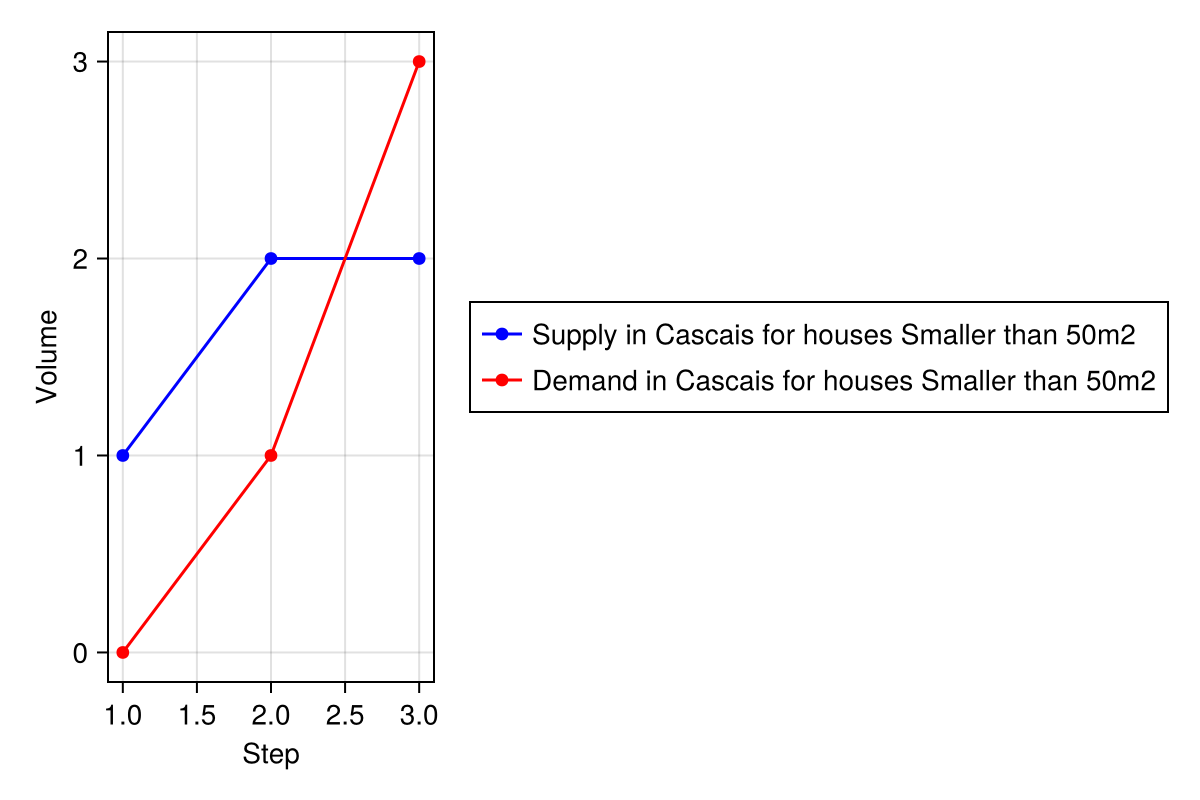 3
2
1
0
Volume
1.0 1.5 2.0 2.5 3.0
Step
Supply in Cascais for houses Smaller than 50m2
Demand in Cascais for houses Smaller than 50m2